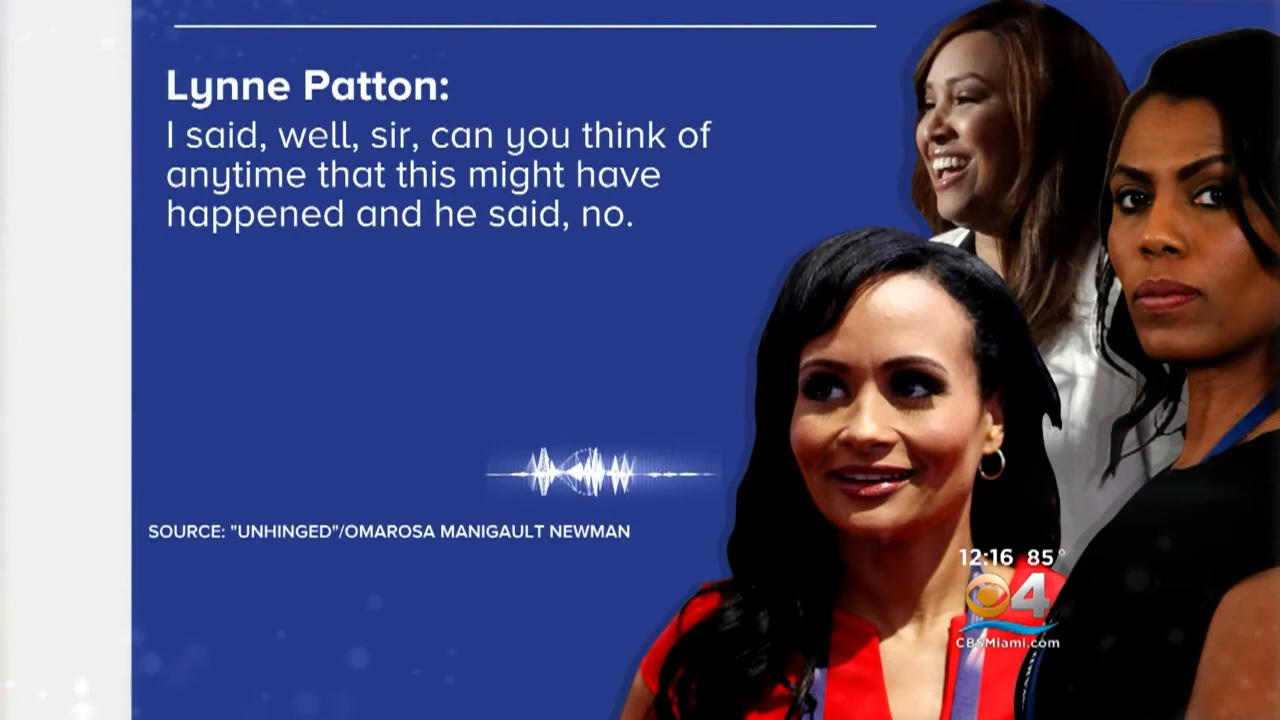 Lynne Patton:
I said, well, sir, can you think of
anytime that this might have
happened and he said, no.
SOURCE: "UNHINGED"/OMAROSA MANIGAULT NEWMAN
12:16 85°
4
CBSMiami.com